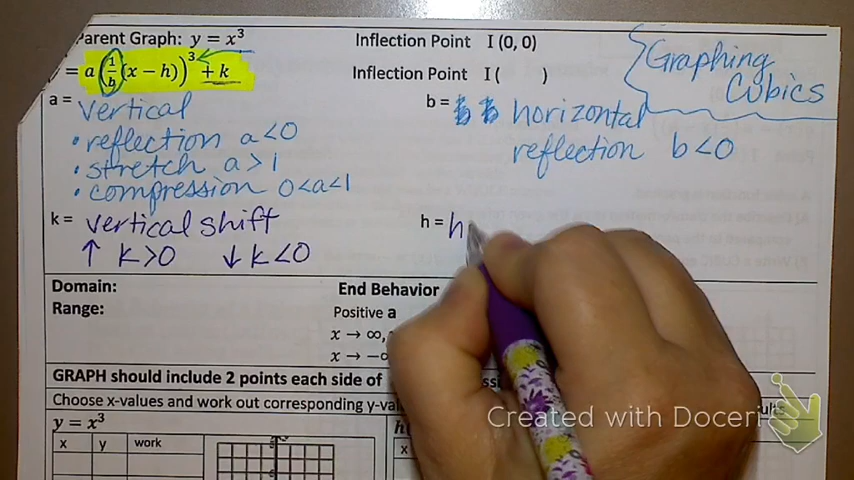 Parent Graph: y = x³
Inflection Point I (0, 0)
Graphing
Cubics
= a(1/b(x − h))³ + k
Inflection Point I( )
a = vertical
• reflection a<0
• stretch a>1
• compression 0<a<1
b = horizontal
reflection b<0
k = vertical shift
↑ k>0 ↓ k<0
h = h
Domain:
Range:
End Behavior
Positive a
x → ∞,
x → −∞
GRAPH should include 2 points each side of
Choose x-values and work out corresponding y-val
y = x³
x y work
x
Created with Doceri